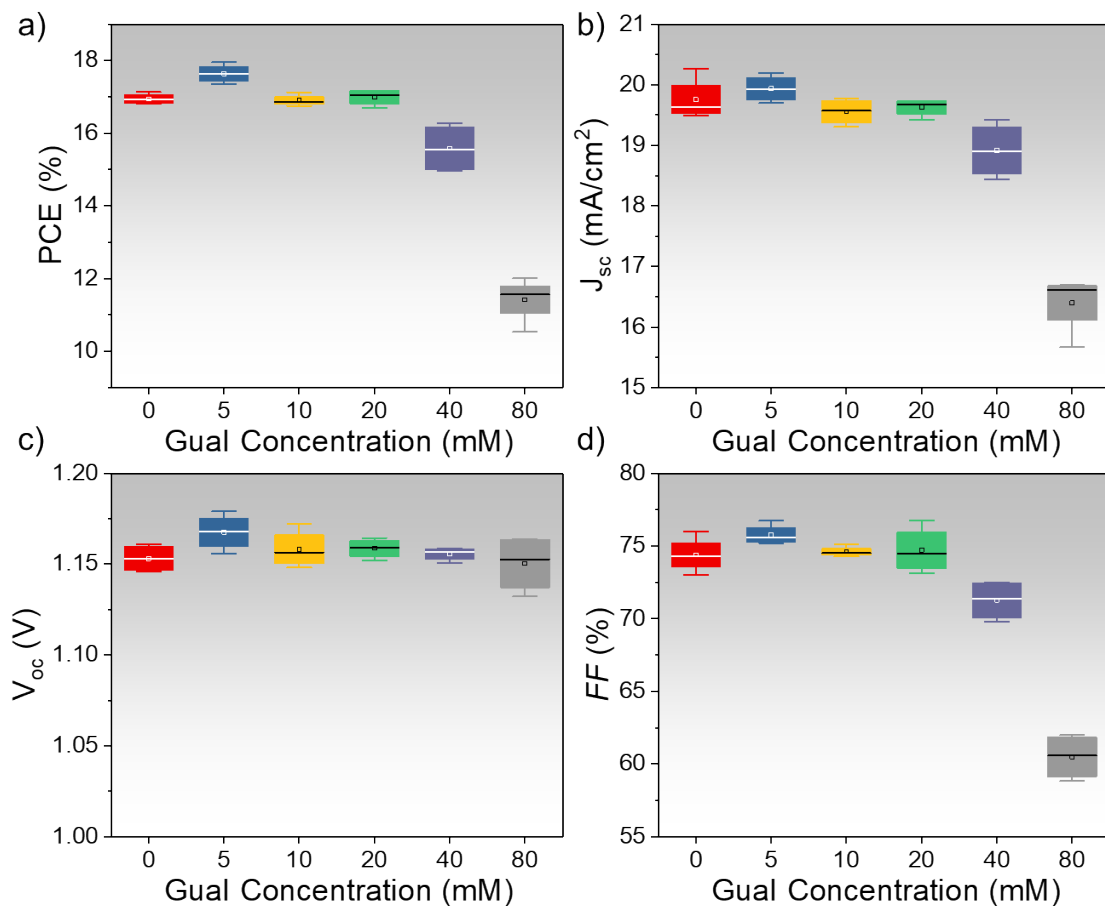 a)
PCE (%)
18
16
14
12
10
0 5 10 20 40 80
Gual Concentration (mM)
b)
Jsc (mA/cm²)
21
20
19
18
17
16
15
0 5 10 20 40 80
Gual Concentration (mM)
c)
Voc (V)
1.20
1.15
1.10
1.05
1.00
0 5 10 20 40 80
Gual Concentration (mM)
d)
FF (%)
80
75
70
65
60
55
0 5 10 20 40 80
Gual Concentration (mM)